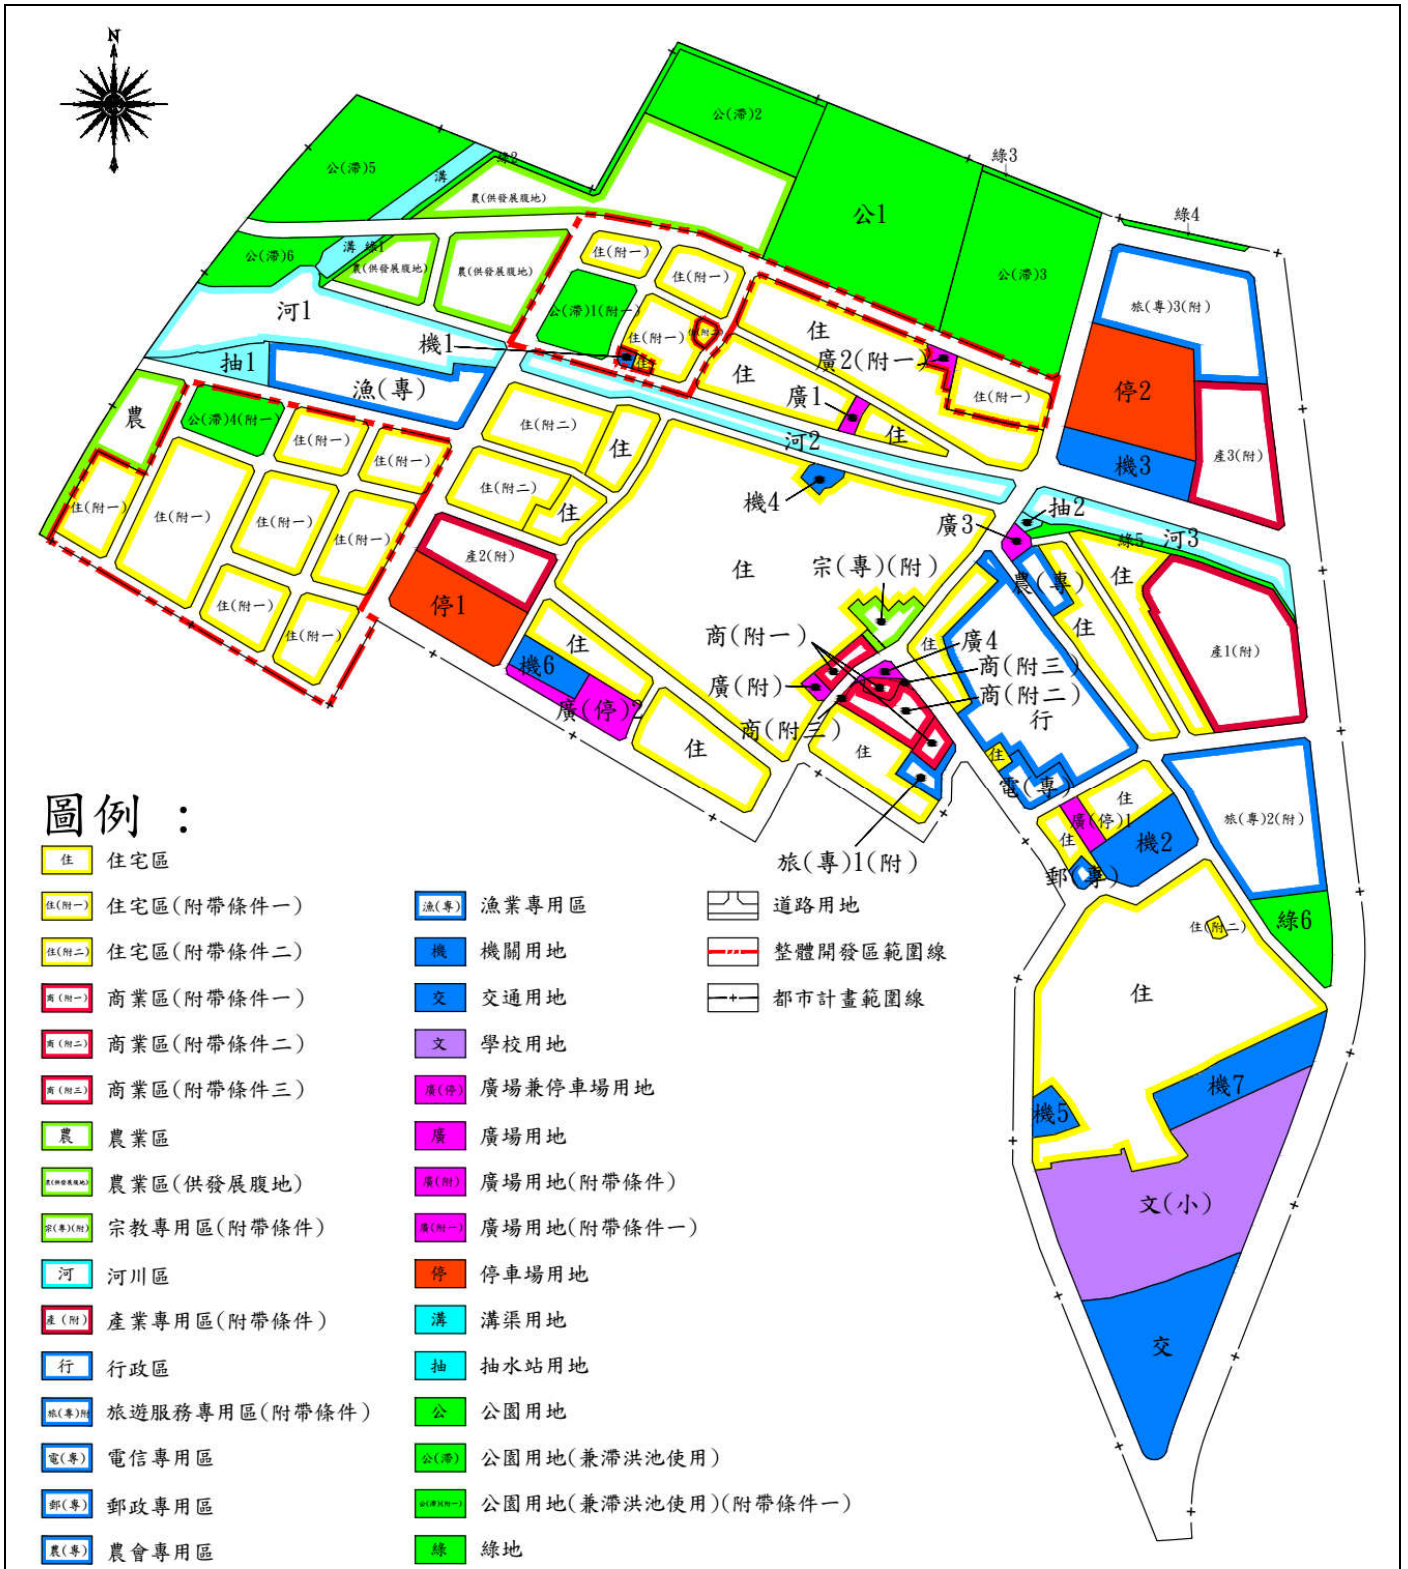 N
公(滯)2
綠3
公(滯)5
溝
綠2
農(供發展腹地)
公1
綠4
公(滯)6
溝
綠1
農(供發展腹地)
農(供發展腹地)
住(附一)
住(附一)
公(滯)3
旅(專)3(附)
河1
公(滯)1(附一)
住(附一)
住
機1
抽1
漁(專)
住
廣2(附一)
住(附一)
停2
廣1
住
河2
農
公(滯)4(附一)
住(附一)
住(附一)
住(附二)
住
機3
產3(附)
住(附一)
住(附一)
住(附一)
住(附一)
住(附二)
住
機4
抽2
廣3
綠5
河3
產2(附)
住
宗(專)(附)
農(專)
住
住(附一)
住(附一)
停1
住
商(附一)
住
廣4
住
產1(附)
機6
廣(附)
商(附三)
商(附二)
廣(停)2
住
商(附三)
住
行
住
電(專)
旅(專)1(附)
住
廣(停)1
住
機2
郵(專)
旅(專)2(附)
住(附二)
綠6
住
機5
機7
文(小)
交
圖例：
住 住宅區
住(附一) 住宅區(附帶條件一)
住(附二) 住宅區(附帶條件二)
商(附一) 商業區(附帶條件一)
商(附二) 商業區(附帶條件二)
商(附三) 商業區(附帶條件三)
農 農業區
農(供發展腹地) 農業區(供發展腹地)
宗(專)(附) 宗教專用區(附帶條件)
河 河川區
產(附) 產業專用區(附帶條件)
行 行政區
旅(專)附 旅遊服務專用區(附帶條件)
電(專) 電信專用區
郵(專) 郵政專用區
農(專) 農會專用區
漁(專) 漁業專用區
機 機關用地
交 交通用地
文 學校用地
廣(停) 廣場兼停車場用地
廣 廣場用地
廣(附) 廣場用地(附帶條件)
廣(附一) 廣場用地(附帶條件一)
停 停車場用地
溝 溝渠用地
抽 抽水站用地
公 公園用地
公(滯) 公園用地(兼滯洪池使用)
公(滯)(附一) 公園用地(兼滯洪池使用)(附帶條件一)
綠 綠地
道路用地
整體開發區範圍線
都市計畫範圍線